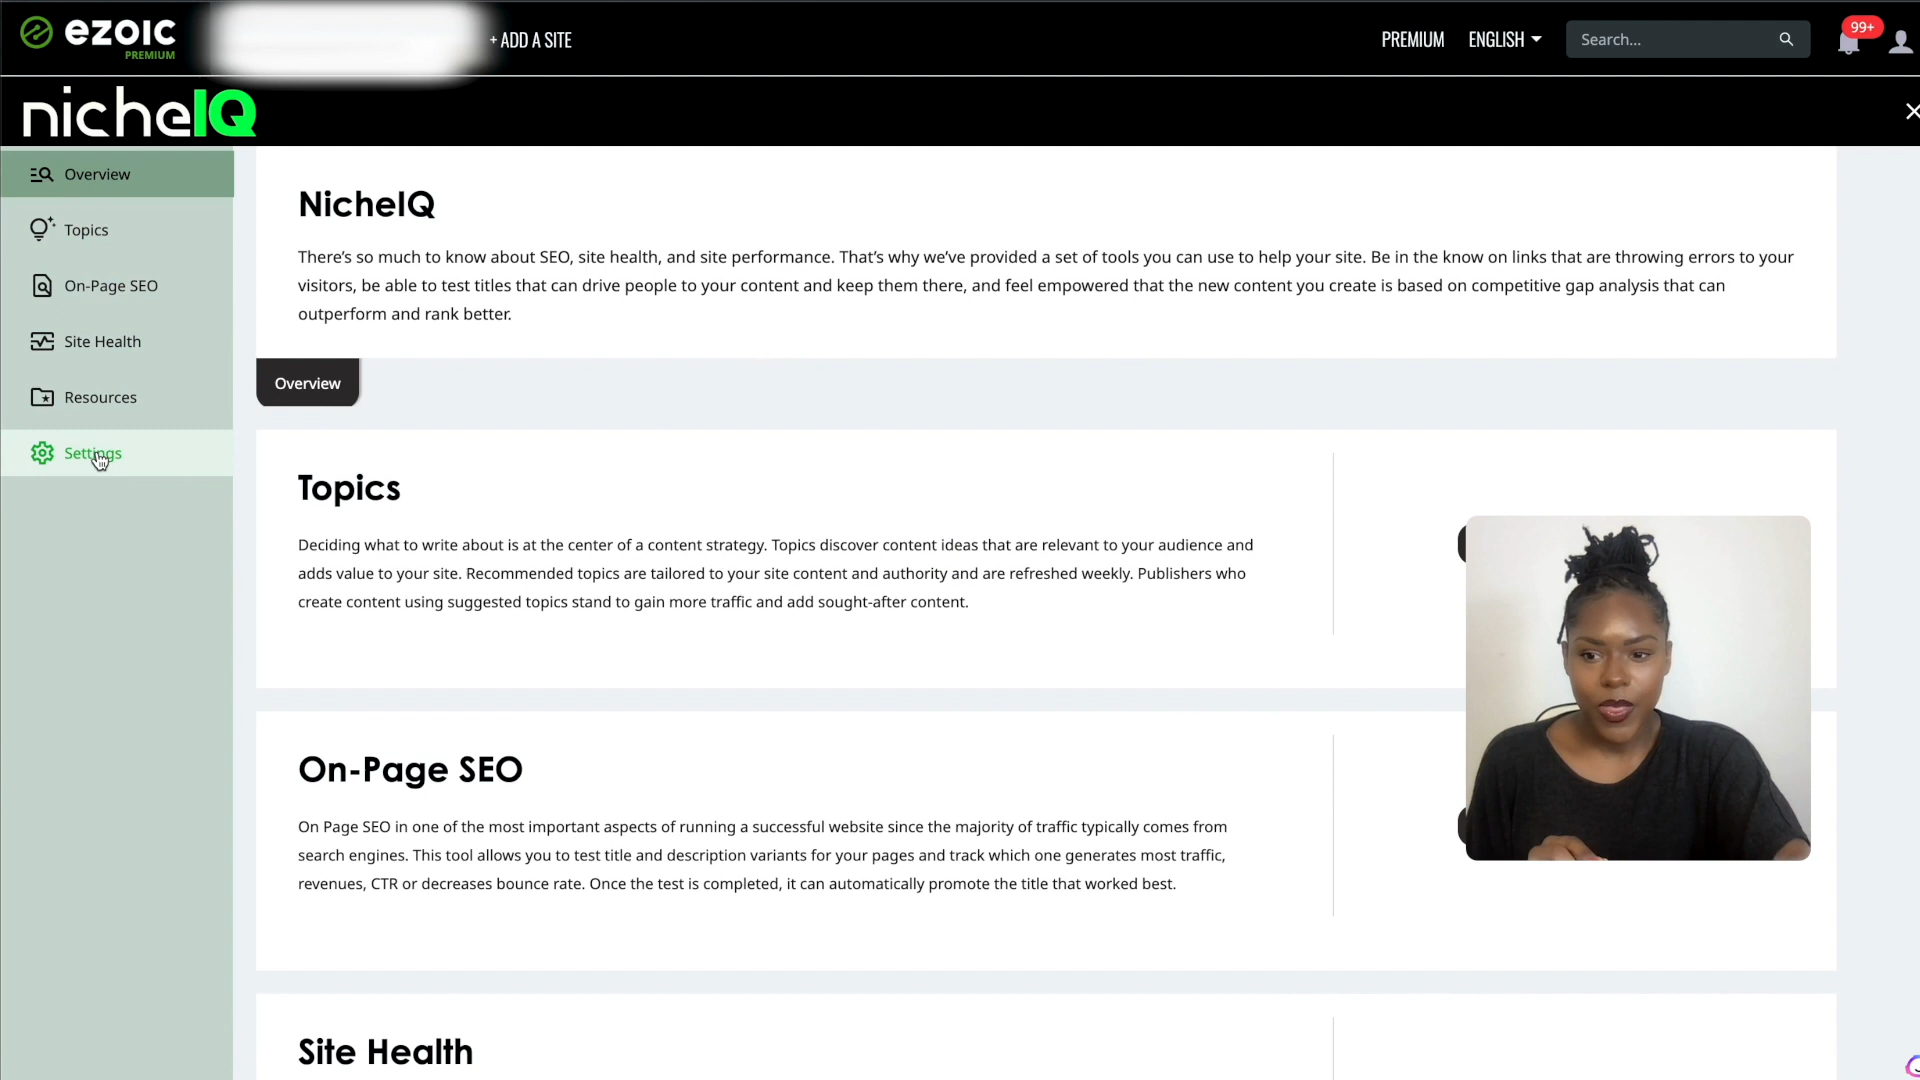 ezoic
PREMIUM
+ ADD A SITE
PREMIUM
ENGLISH
Search...
99+
nicheIQ
Overview
Topics
On-Page SEO
Site Health
Resources
Settings
NicheIQ
There's so much to know about SEO, site health, and site performance. That's why we've provided a set of tools you can use to help your site. Be in the know on links that are throwing errors to your
visitors, be able to test titles that can drive people to your content and keep them there, and feel empowered that the new content you create is based on competitive gap analysis that can
outperform and rank better.
Overview
Topics
Deciding what to write about is at the center of a content strategy. Topics discover content ideas that are relevant to your audience and
adds value to your site. Recommended topics are tailored to your site content and authority and are refreshed weekly. Publishers who
create content using suggested topics stand to gain more traffic and add sought-after content.
On-Page SEO
On Page SEO in one of the most important aspects of running a successful website since the majority of traffic typically comes from
search engines. This tool allows you to test title and description variants for your pages and track which one generates most traffic,
revenues, CTR or decreases bounce rate. Once the test is completed, it can automatically promote the title that worked best.
Site Health